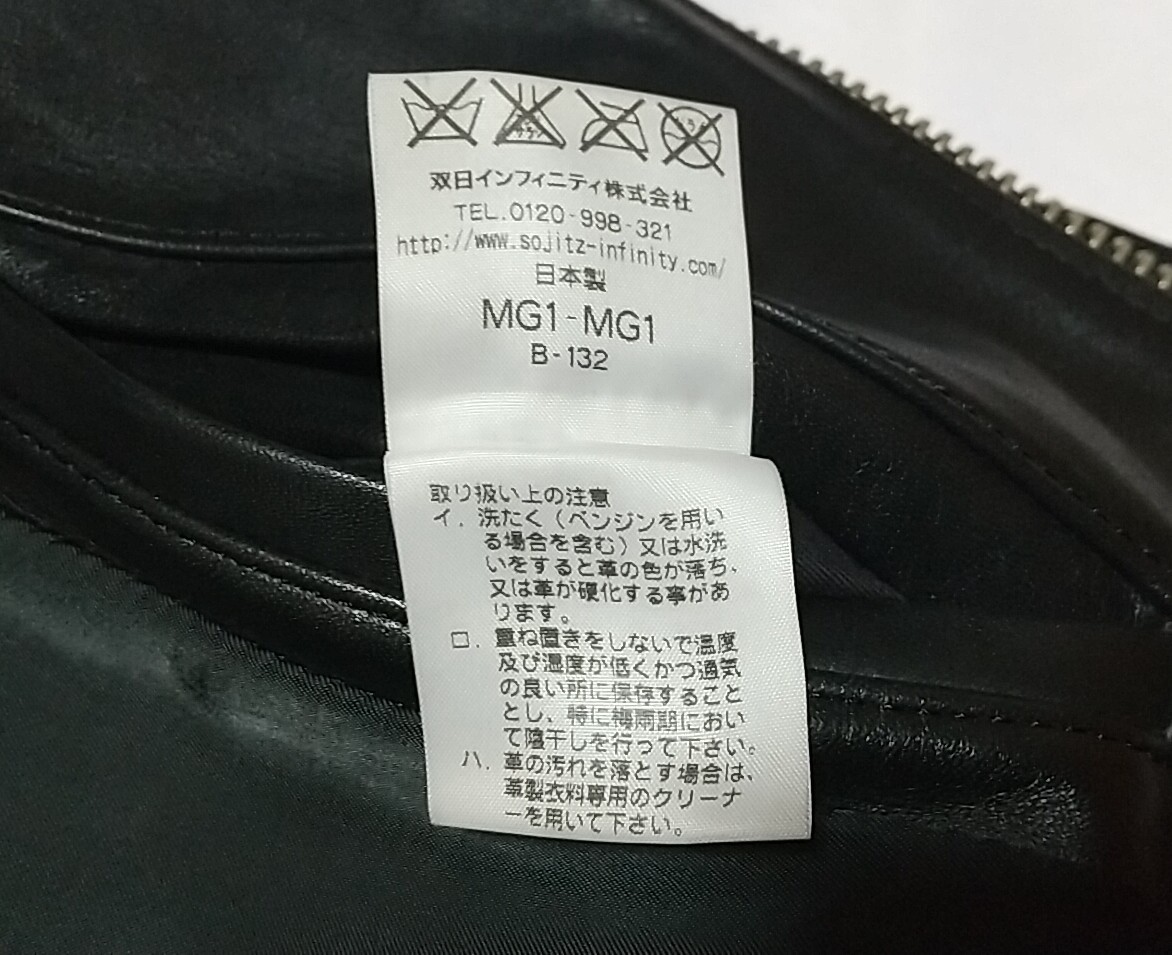 双日インフィニティ株式会社
TEL.0120-998-321
http://www.sojitz-infinity.com/
日本製
MG1-MG1
B-132
取り扱い上の注意
イ. 洗たく（ベンジンを用い
る場合を含む）又は水洗
いをすると革の色が落ち、
又は革が硬化する事があ
ります。
ロ. 重ね置きをしないで温度
及び湿度が低くかつ通気
の良い所に保存すること
とし、特に梅雨期におい
て陰干しを行って下さい。
ハ. 革の汚れを落とす場合は、
革製衣料専用のクリーナ
ーを用いて下さい。